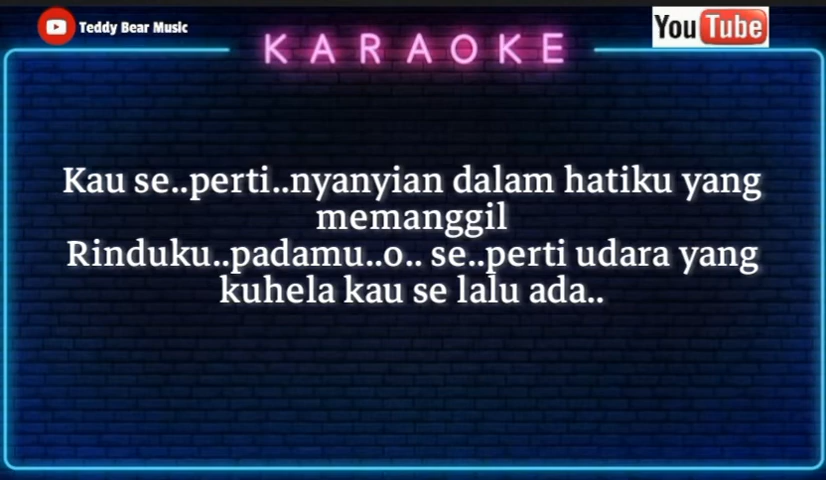 Teddy Bear Music
YouTube
KARAOKE
Kau se..perti..nyanyian dalam hatiku yang
memanggil
Rinduku..padamu..o.. se..perti udara yang
kuhela kau se lalu ada..